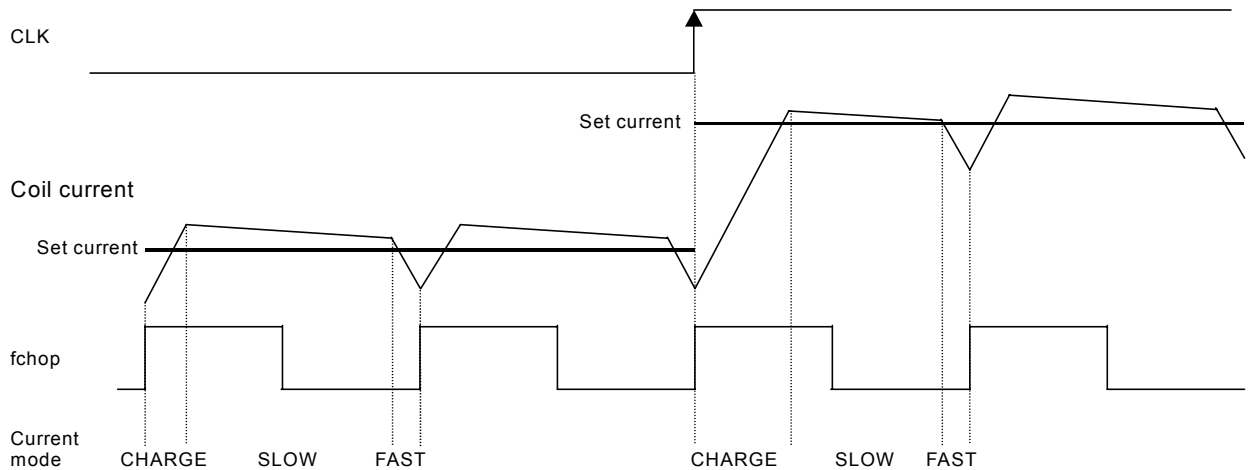 CLK
Set current
Coil current
Set current
fchop
Current
mode
CHARGE SLOW FAST CHARGE SLOW FAST